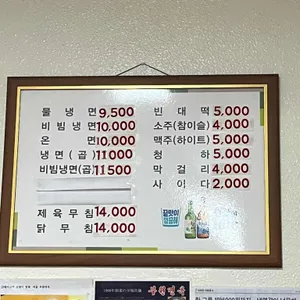 물냉면 9,500
비빔냉면 10,000
온면 10,000
냉면(곱) 11000
비빔냉면(곱) 11500
제육무침 14,000
닭무침 14,000
빈대떡 5,000
소주(참이슬) 4,000
맥주(하이트) 5,000
청하 5,000
막걸리 4,000
사이다 2,000